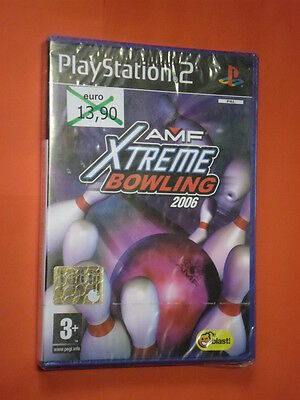 PlayStation.2
PAL
euro
13,90
AMF
XTREME
BOWLING
2006
3+
www.pegi.info
blast!